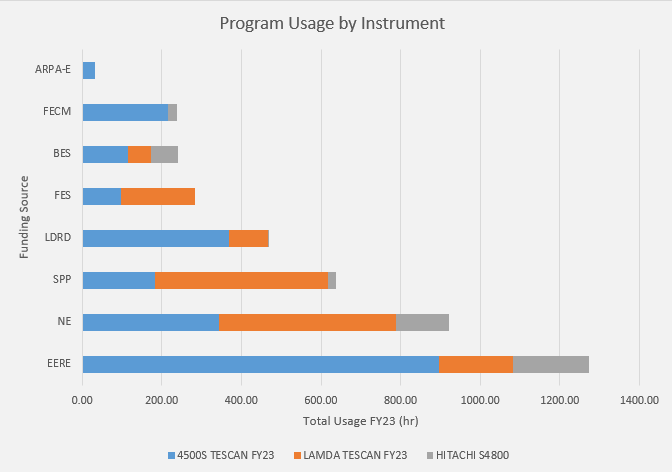 Program Usage by Instrument
Funding Source
ARPA-E
FECM
BES
FES
LDRD
SPP
NE
EERE
0.00 200.00 400.00 600.00 800.00 1000.00 1200.00 1400.00
Total Usage FY23 (hr)
4500S TESCAN FY23 LAMDA TESCAN FY23 HITACHI S4800